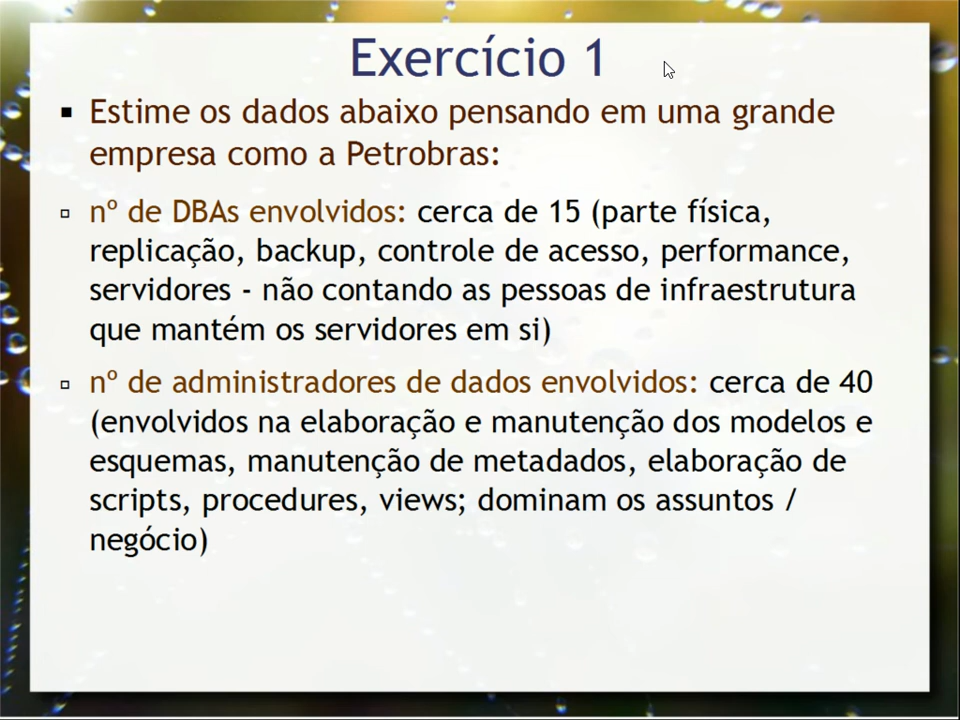 Exercício 1
Estime os dados abaixo pensando em uma grande
empresa como a Petrobras:
nº de DBAs envolvidos: cerca de 15 (parte física,
replicação, backup, controle de acesso, performance,
servidores - não contando as pessoas de infraestrutura
que mantém os servidores em si)
nº de administradores de dados envolvidos: cerca de 40
(envolvidos na elaboração e manutenção dos modelos e
esquemas, manutenção de metadados, elaboração de
scripts, procedures, views; dominam os assuntos /
negócio)